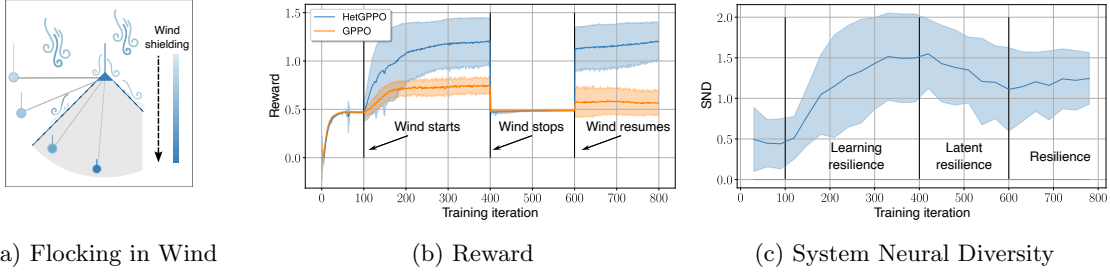 Wind
shielding
1.5
1.0
0.5
0.0
Reward
HetGPPO
GPPO
Wind starts
Wind stops
Wind resumes
0
100
200
300
400
500
600
700
800
Training iteration
2.0
1.5
1.0
0.5
0.0
SND
Learning
resilience
Latent
resilience
Resilience
0
100
200
300
400
500
600
700
800
Training iteration
a) Flocking in Wind
(b) Reward
(c) System Neural Diversity